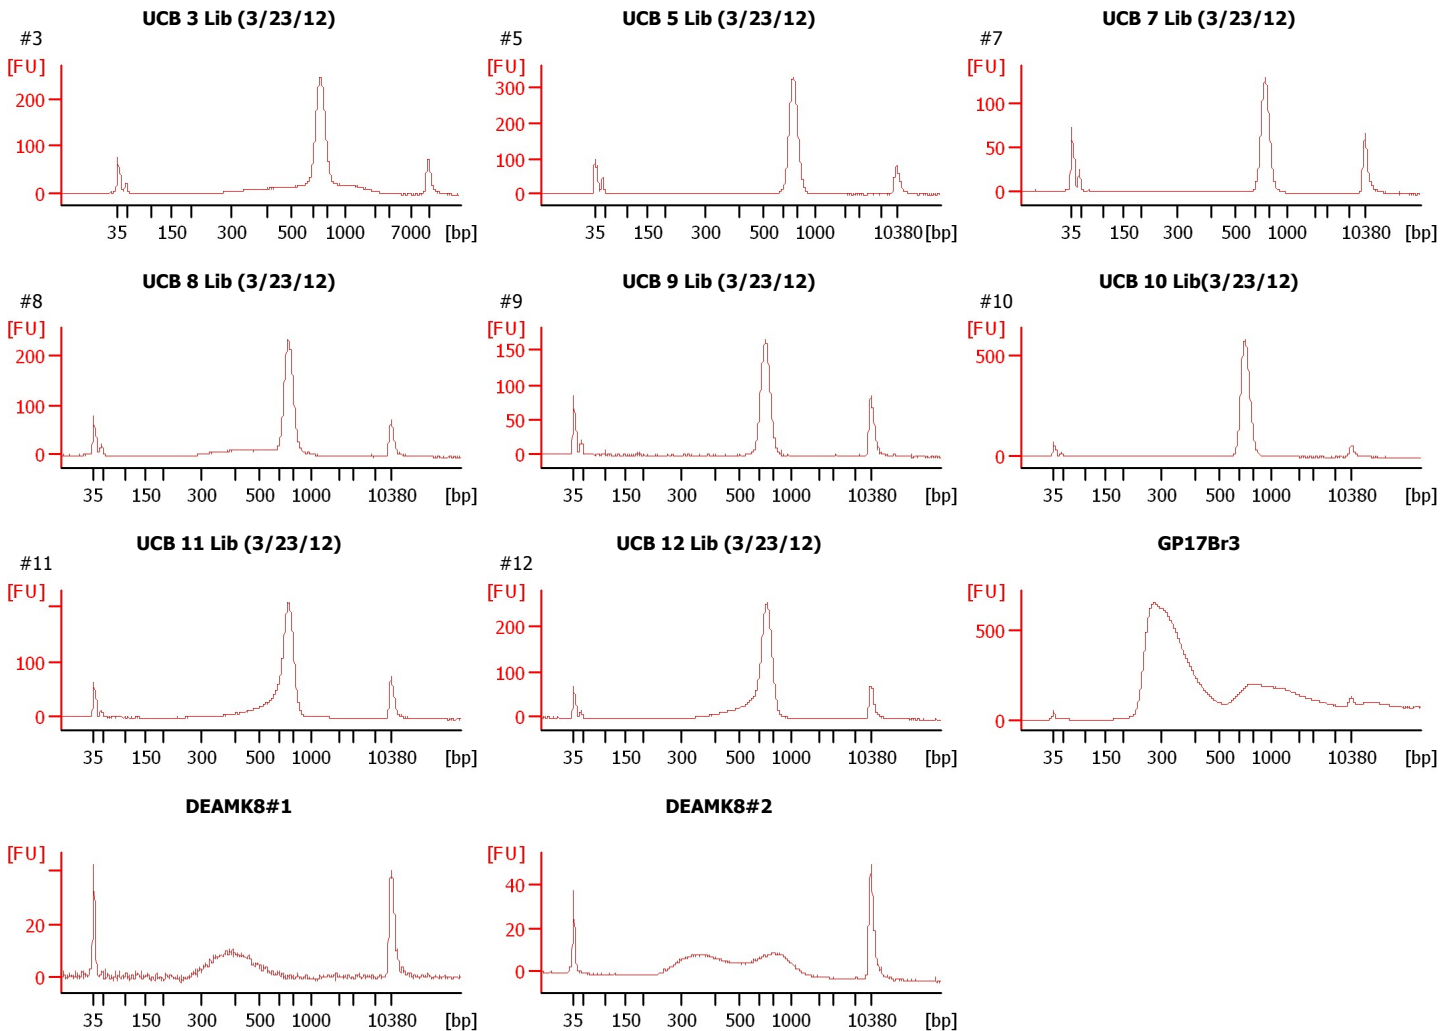 UCB 3 Lib (3/23/12)
#3
[FU]
200
100
0
35 150 300 500 1000 7000 [bp]
UCB 5 Lib (3/23/12)
#5
[FU]
300
200
100
0
35 150 300 500 1000 10380 [bp]
UCB 7 Lib (3/23/12)
#7
[FU]
100
50
0
35 150 300 500 1000 10380 [bp]
UCB 8 Lib (3/23/12)
#8
[FU]
200
100
0
35 150 300 500 1000 10380 [bp]
UCB 9 Lib (3/23/12)
#9
[FU]
150
100
50
0
35 150 300 500 1000 10380 [bp]
UCB 10 Lib(3/23/12)
#10
[FU]
500
0
35 150 300 500 1000 10380 [bp]
UCB 11 Lib (3/23/12)
#11
[FU]
100
0
35 150 300 500 1000 10380 [bp]
UCB 12 Lib (3/23/12)
#12
[FU]
200
100
0
35 150 300 500 1000 10380 [bp]
GP17Br3
[FU]
500
0
35 150 300 500 1000 10380 [bp]
DEAMK8#1
[FU]
20
0
35 150 300 500 1000 10380 [bp]
DEAMK8#2
[FU]
40
20
0
35 150 300 500 1000 10380 [bp]